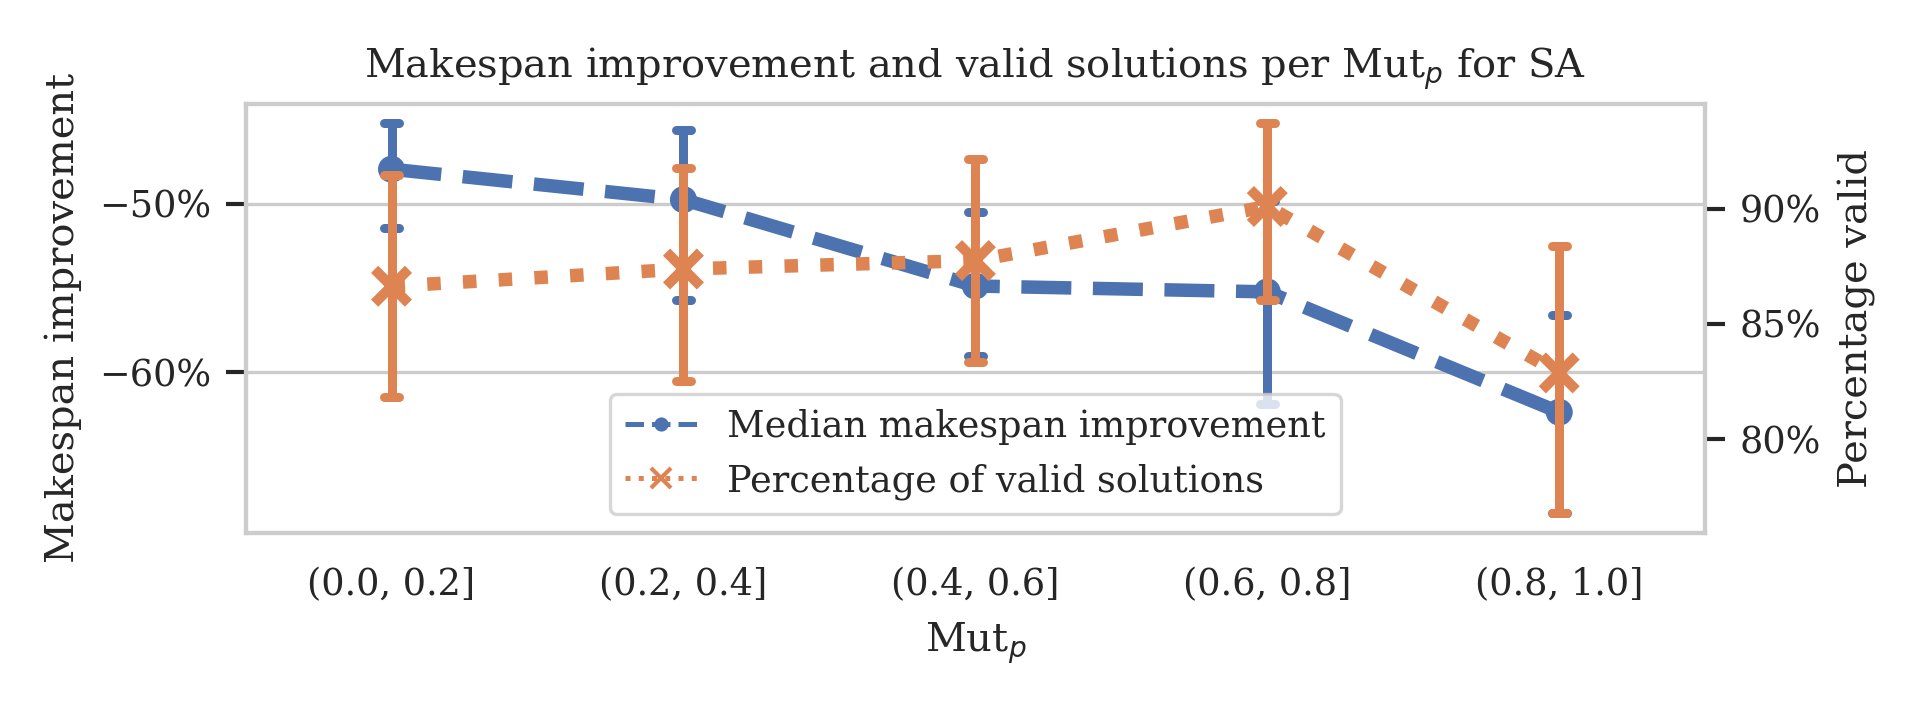 Makespan improvement and valid solutions per Mutp for SA
Makespan improvement
−50%
−60%
90%
85%
80%
Percentage valid
Median makespan improvement
Percentage of valid solutions
(0.0, 0.2] (0.2, 0.4] (0.4, 0.6] (0.6, 0.8] (0.8, 1.0]
Mutp